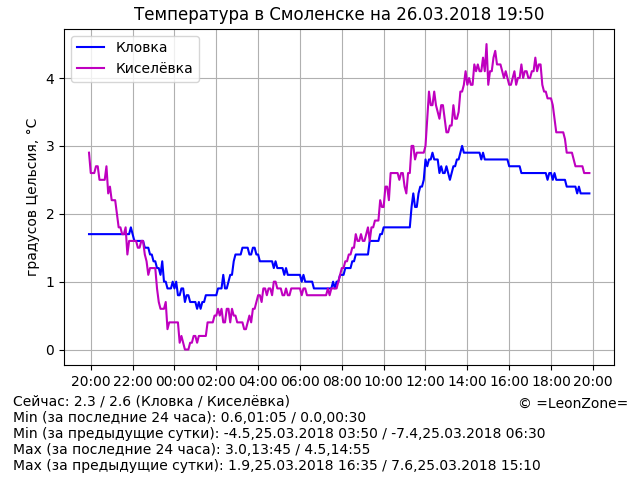 Температура в Смоленске на 26.03.2018 19:50
Кловка
Киселёвка
градусов Цельсия, °C
4
3
2
1
0
20:00 22:00 00:00 02:00 04:00 06:00 08:00 10:00 12:00 14:00 16:00 18:00 20:00
Сейчас: 2.3 / 2.6 (Кловка / Киселёвка)
© =LeonZone=
Min (за последние 24 часа): 0.6,01:05 / 0.0,00:30
Min (за предыдущие сутки): -4.5,25.03.2018 03:50 / -7.4,25.03.2018 06:30
Max (за последние 24 часа): 3.0,13:45 / 4.5,14:55
Max (за предыдущие сутки): 1.9,25.03.2018 16:35 / 7.6,25.03.2018 15:10